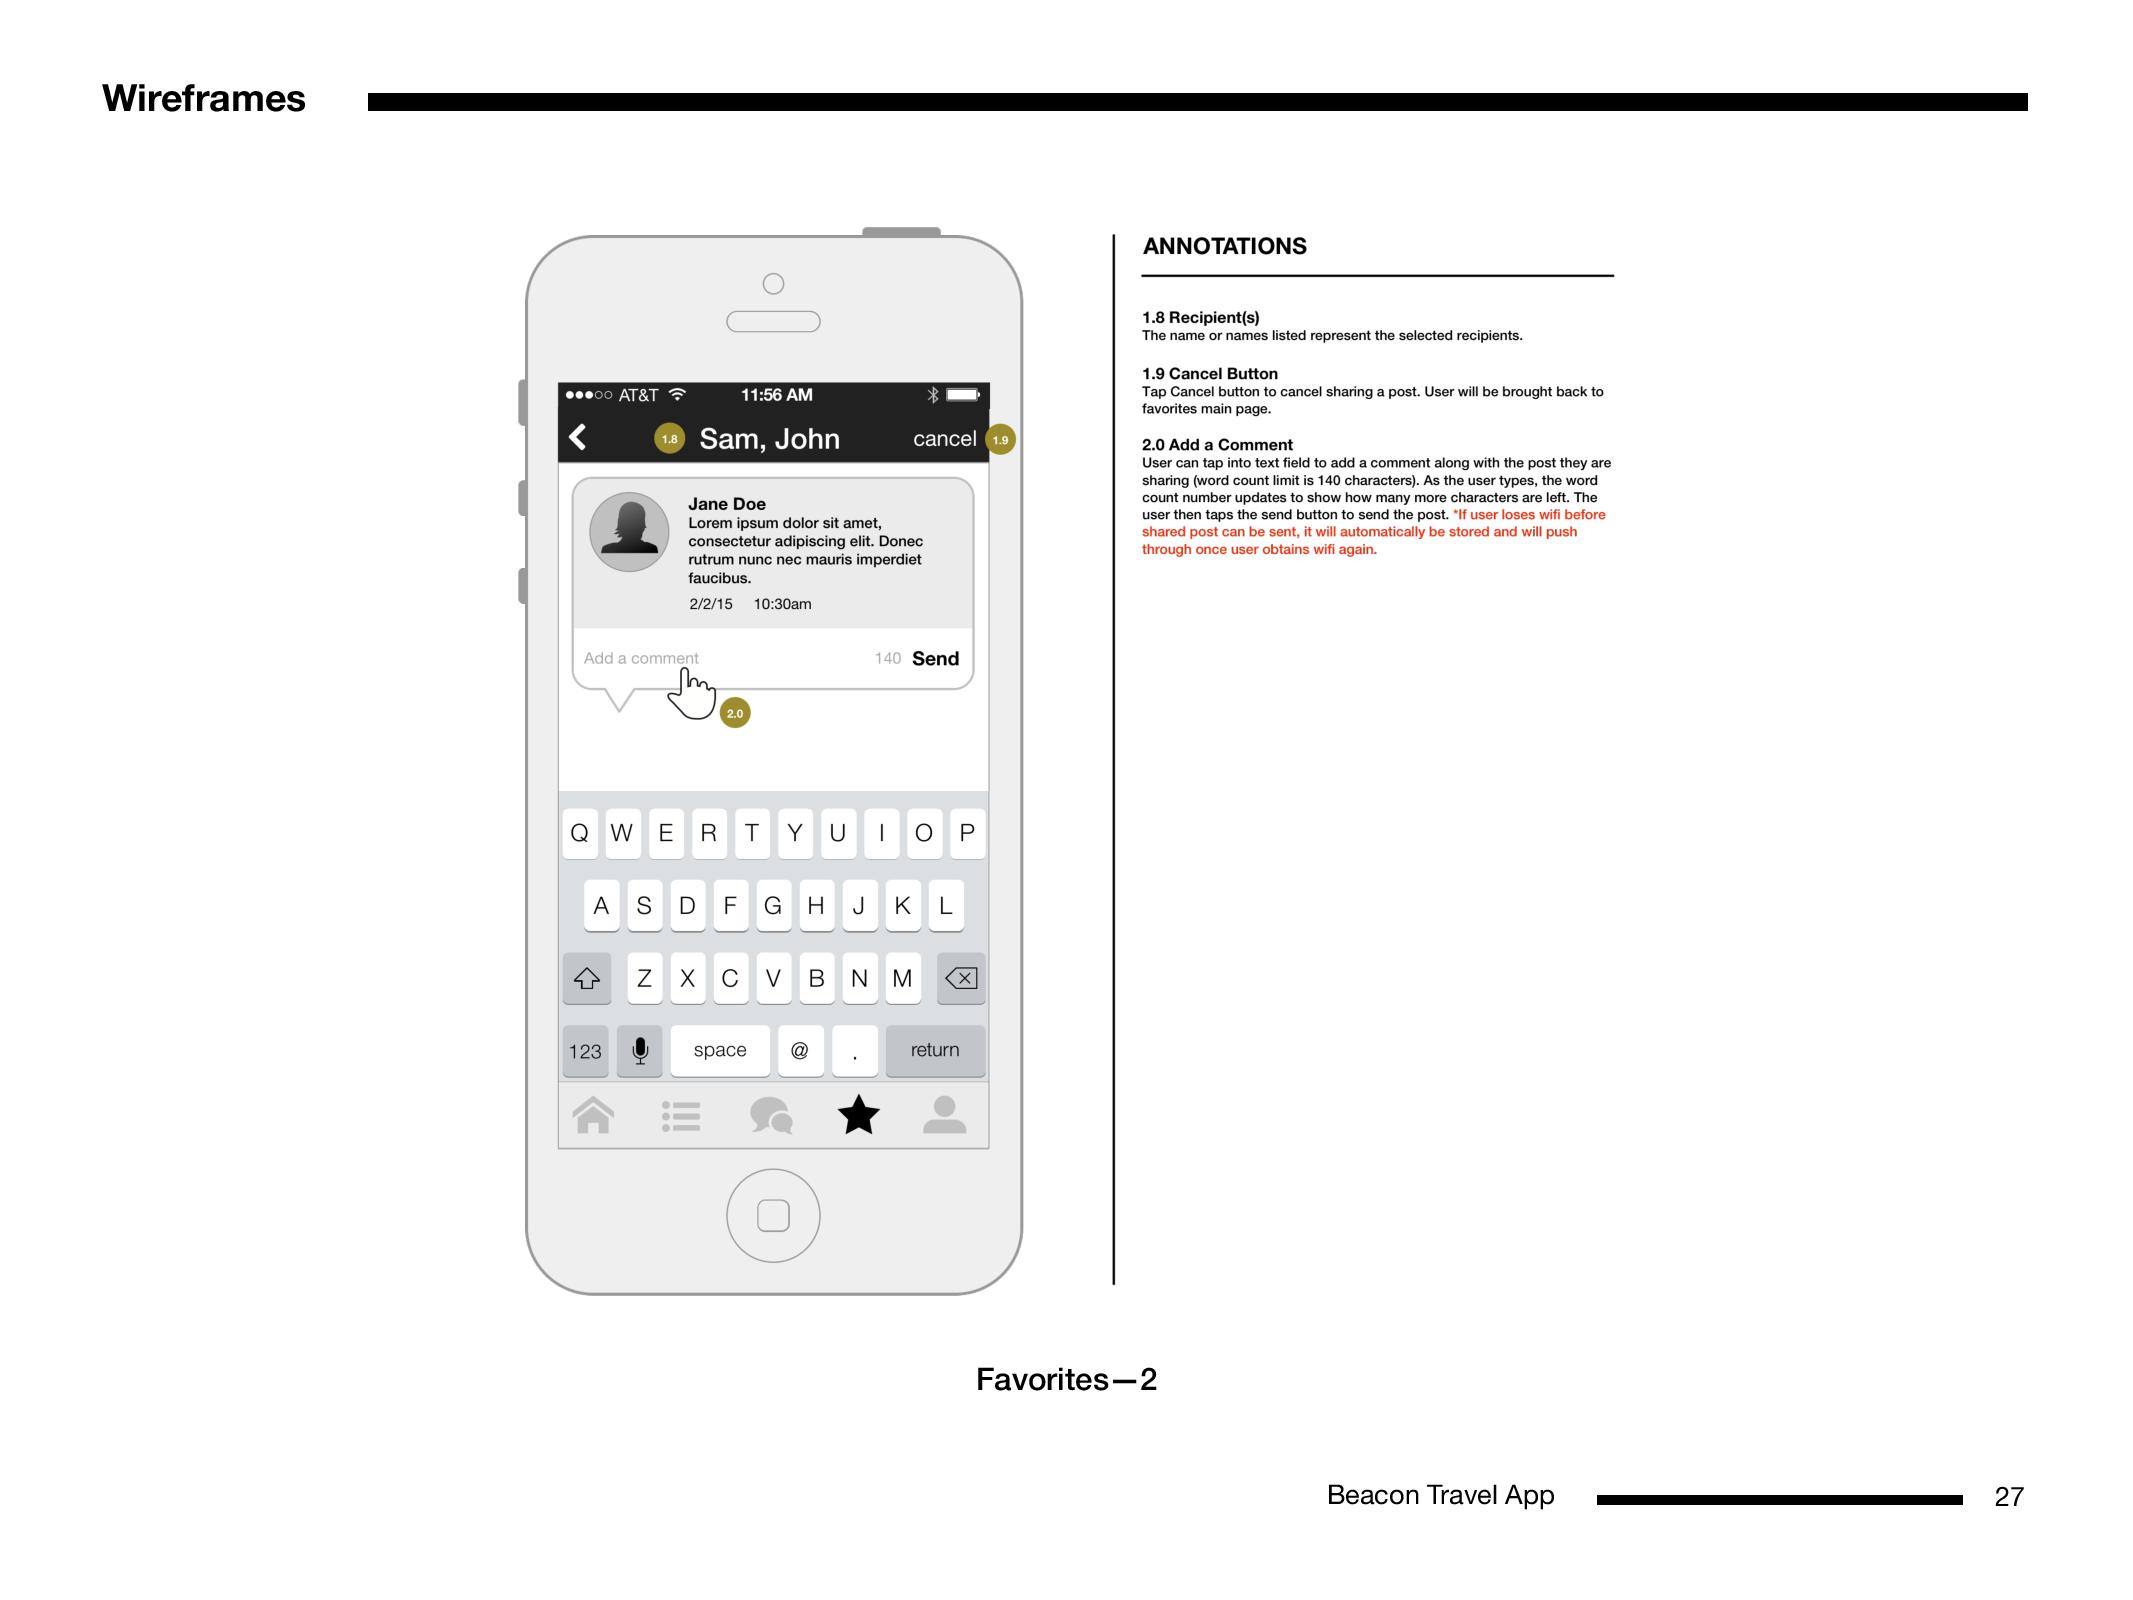 Wireframes
AT&T 11:56 AM
1.8 Sam, John cancel 1.9
Jane Doe
Lorem ipsum dolor sit amet,
consectetur adipiscing elit. Donec
rutrum nunc nec mauris imperdiet
faucibus.
2/2/15 10:30am
Add a comment 140 Send
2.0
Q W E R T Y U I O P
A S D F G H J K L
Z X C V B N M
123 space @ . return
ANNOTATIONS
1.8 Recipient(s)
The name or names listed represent the selected recipients.
1.9 Cancel Button
Tap Cancel button to cancel sharing a post. User will be brought back to
favorites main page.
2.0 Add a Comment
User can tap into text field to add a comment along with the post they are
sharing (word count limit is 140 characters). As the user types, the word
count number updates to show how many more characters are left. The
user then taps the send button to send the post. *If user loses wifi before
shared post can be sent, it will automatically be stored and will push
through once user obtains wifi again.
Favorites—2
Beacon Travel App 27